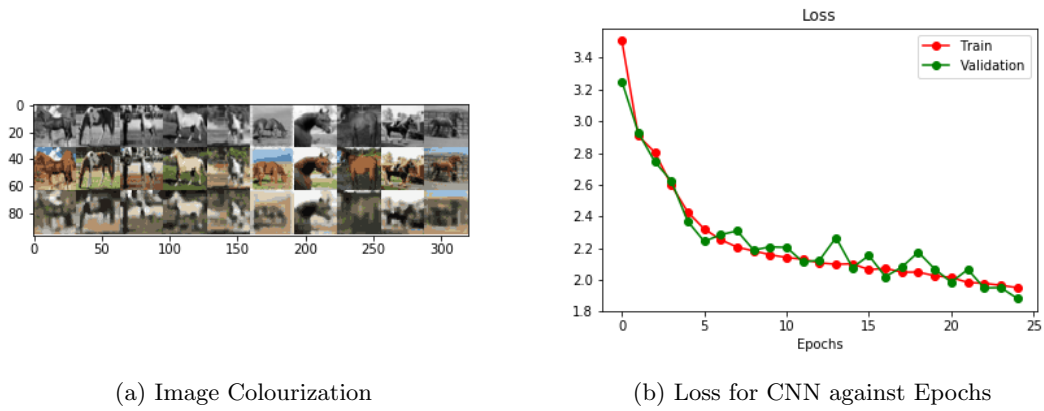 0
20
40
60
80
0 50 100 150 200 250 300
(a) Image Colourization
Loss
3.4
3.2
3.0
2.8
2.6
2.4
2.2
2.0
1.8
Train
Validation
0 5 10 15 20 25
Epochs
(b) Loss for CNN against Epochs